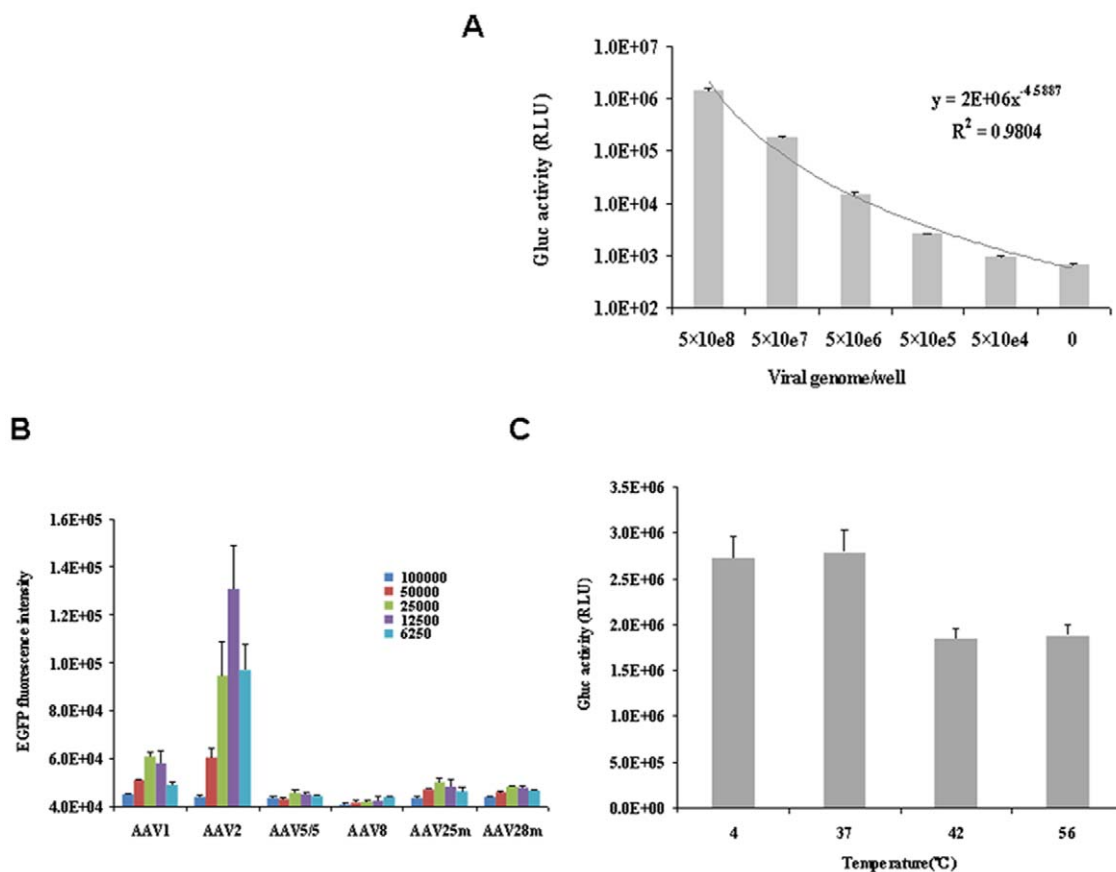 A
1.0E+07
1.0E+06
1.0E+05
1.0E+04
1.0E+03
1.0E+02
Gluc activity (RLU)
y = 2E+06x^-4.5887
R² = 0.9804
5×10e8 5×10e7 5×10e6 5×10e5 5×10e4 0
Viral genome/well
B
1.6E+05
1.4E+05
1.2E+05
1.0E+05
8.0E+04
6.0E+04
4.0E+04
EGFP fluorescence intensity
100000
50000
25000
12500
6250
AAV1 AAV2 AAV5/5 AAV8 AAV25m AAV28m
C
3.5E+06
3.0E+06
2.5E+06
2.0E+06
1.5E+06
1.0E+06
5.0E+05
0.0E+00
Gluc activity (RLU)
4 37 42 56
Temperature(℃)